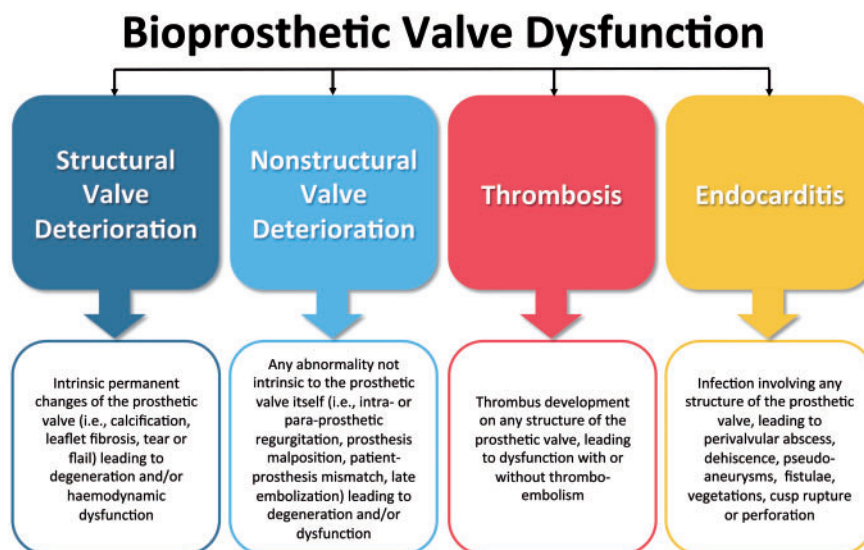 Bioprosthetic Valve Dysfunction
Structural
Valve
Deterioration
Nonstructural
Valve
Deterioration
Thrombosis
Endocarditis
Intrinsic permanent
changes of the prosthetic
valve (i.e., calcification,
leaflet fibrosis, tear or
flail) leading to
degeneration and/or
haemodynamic
dysfunction
Any abnormality not
intrinsic to the prosthetic
valve itself (i.e., intra- or
para-prosthetic
regurgitation, prosthesis
malposition, patient-
prosthesis mismatch, late
embolization) leading to
degeneration and/or
dysfunction
Thrombus development
on any structure of the
prosthetic valve, leading
to dysfunction with or
without thrombo-
embolism
Infection involving any
structure of the prosthetic
valve, leading to
perivalvular abscess,
dehiscence, pseudo-
aneurysms, fistulae,
vegetations, cusp rupture
or perforation